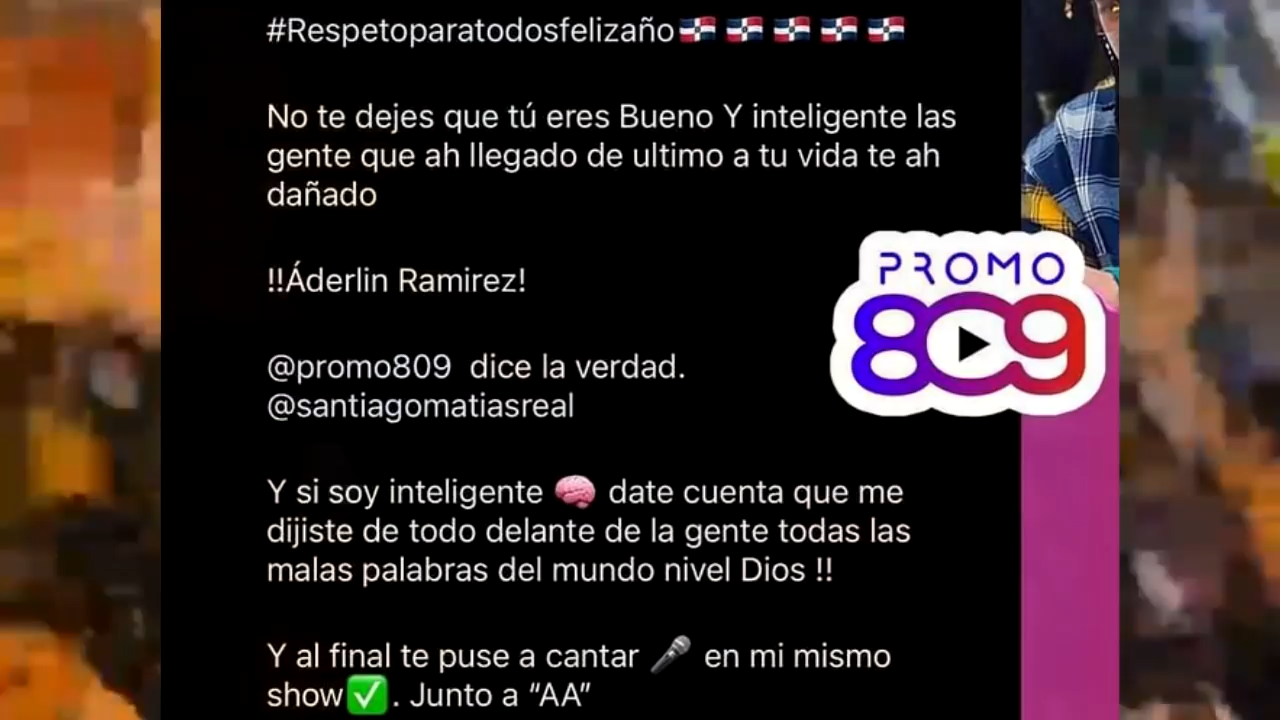 #Respetoparatodosfelizaño🇩🇴 🇩🇴 🇩🇴 🇩🇴 🇩🇴
No te dejes que tú eres Bueno Y inteligente las
gente que ah llegado de ultimo a tu vida te ah
dañado
!!Áderlin Ramirez!
@promo809 dice la verdad.
@santiagomatiasreal
PROMO
809
Y si soy inteligente 🧠 date cuenta que me
dijiste de todo delante de la gente todas las
malas palabras del mundo nivel Dios !!
Y al final te puse a cantar 🎤 en mi mismo
show✅. Junto a “AA”